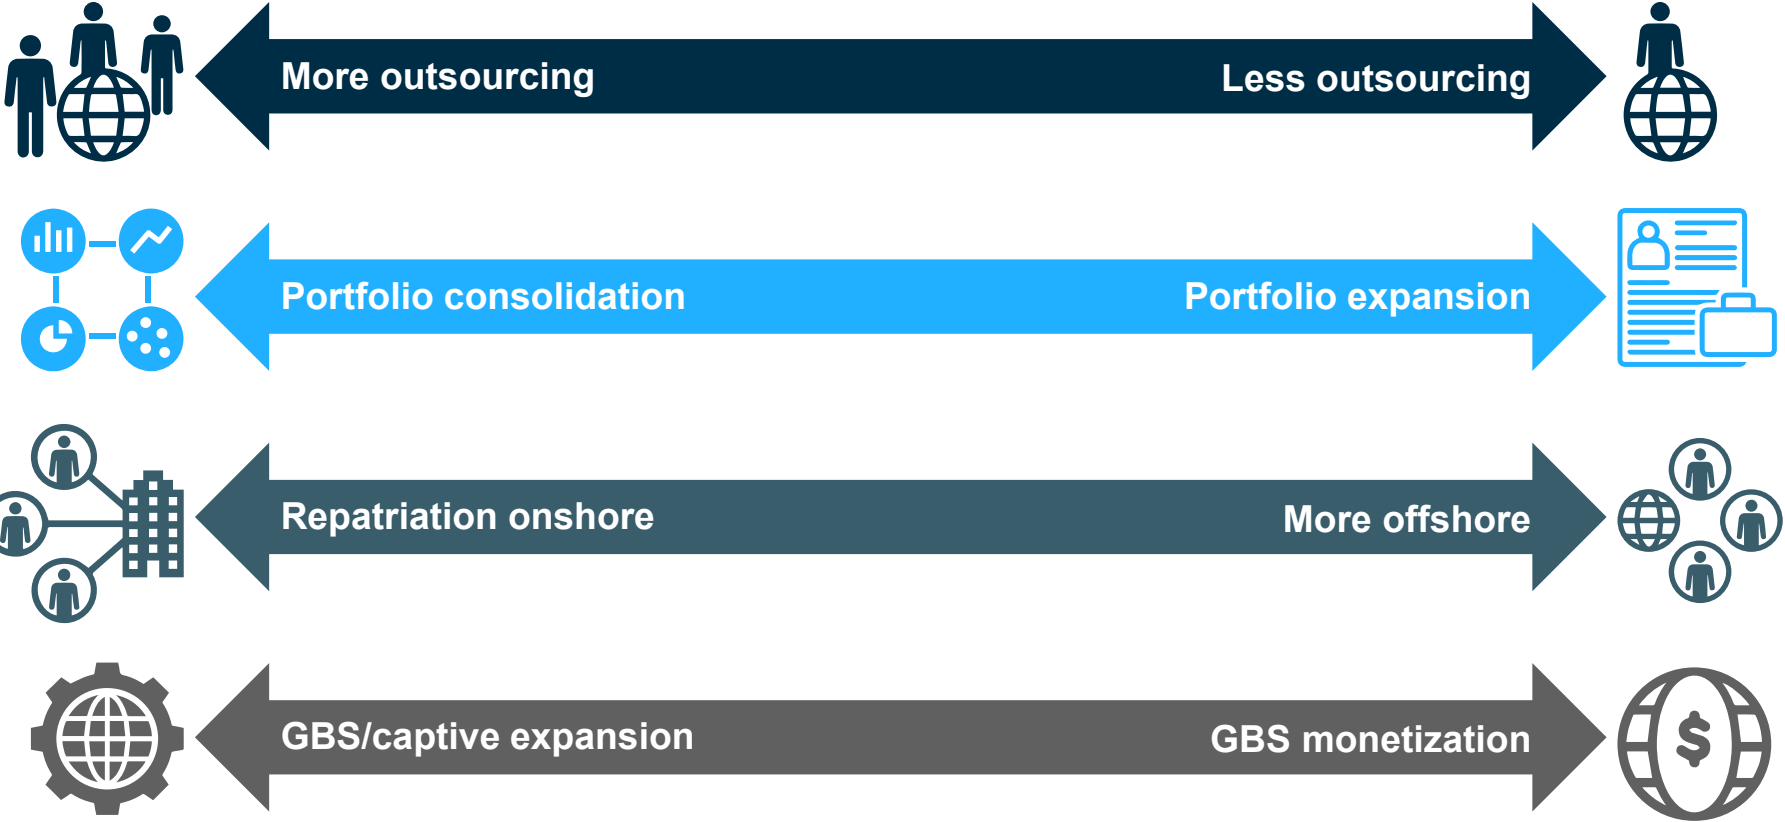 More outsourcing
Less outsourcing
Portfolio consolidation
Portfolio expansion
Repatriation onshore
More offshore
GBS/captive expansion
GBS monetization
$